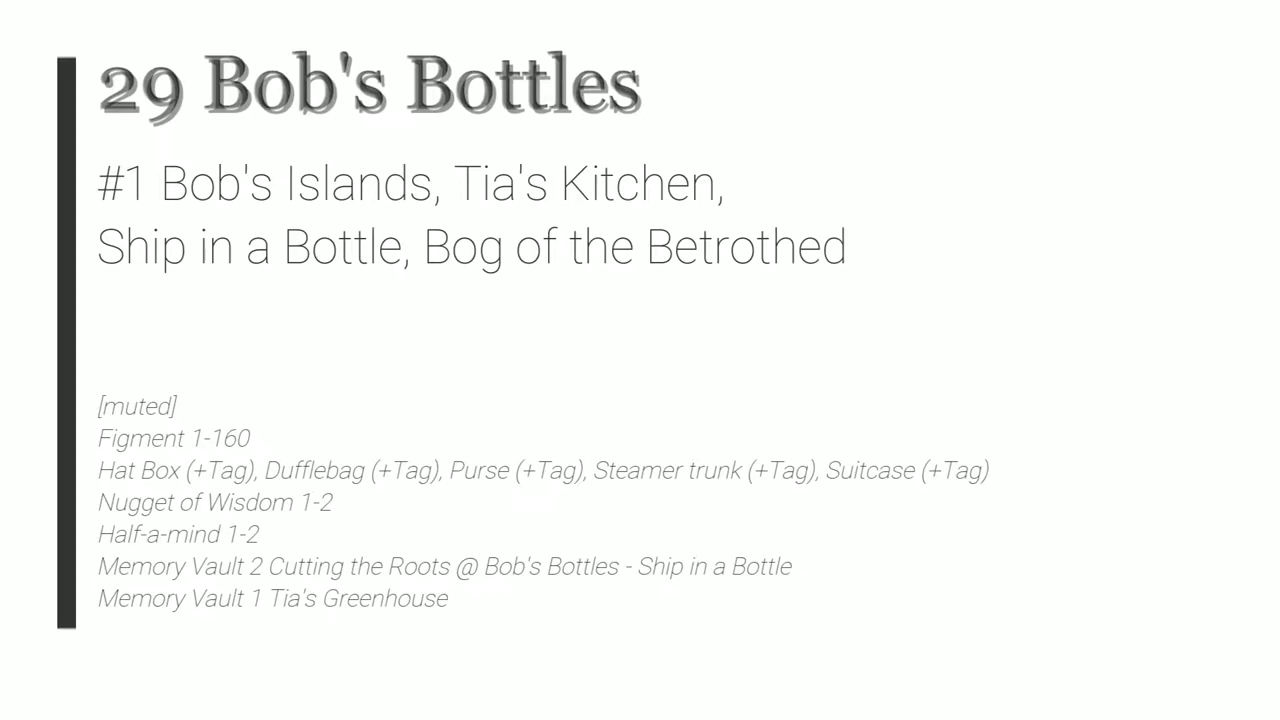 29 Bob's Bottles
#1 Bob's Islands, Tia's Kitchen,
Ship in a Bottle, Bog of the Betrothed
[muted]
Figment 1-160
Hat Box (+Tag), Dufflebag (+Tag), Purse (+Tag), Steamer trunk (+Tag), Suitcase (+Tag)
Nugget of Wisdom 1-2
Half-a-mind 1-2
Memory Vault 2 Cutting the Roots @ Bob's Bottles - Ship in a Bottle
Memory Vault 1 Tia's Greenhouse